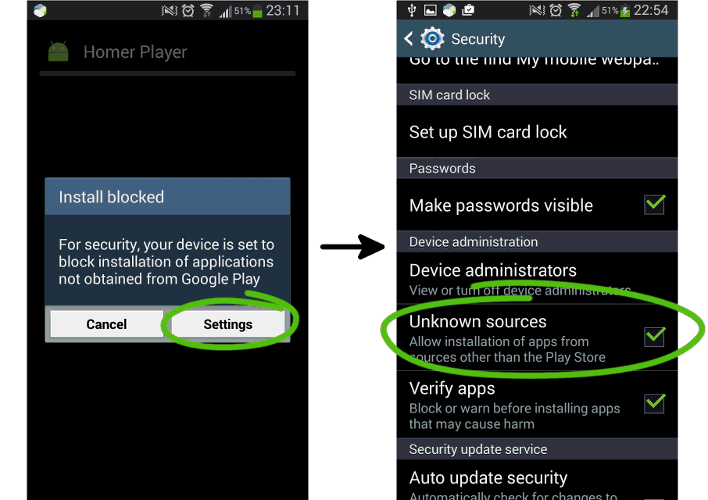 51% 23:11
Homer Player
Install blocked
For security, your device is set to
block installation of applications
not obtained from Google Play
Cancel
Settings
51% 22:54
Security
Go to the find My mobile webpa..
SIM card lock
Set up SIM card lock
Passwords
Make passwords visible
Device administration
Device administrators
View or turn off device administrators
Unknown sources
Allow installation of apps from
sources other than the Play Store
Verify apps
Block or warn before installing apps
that may cause harm
Security update service
Auto update security
Automatically check for changes to